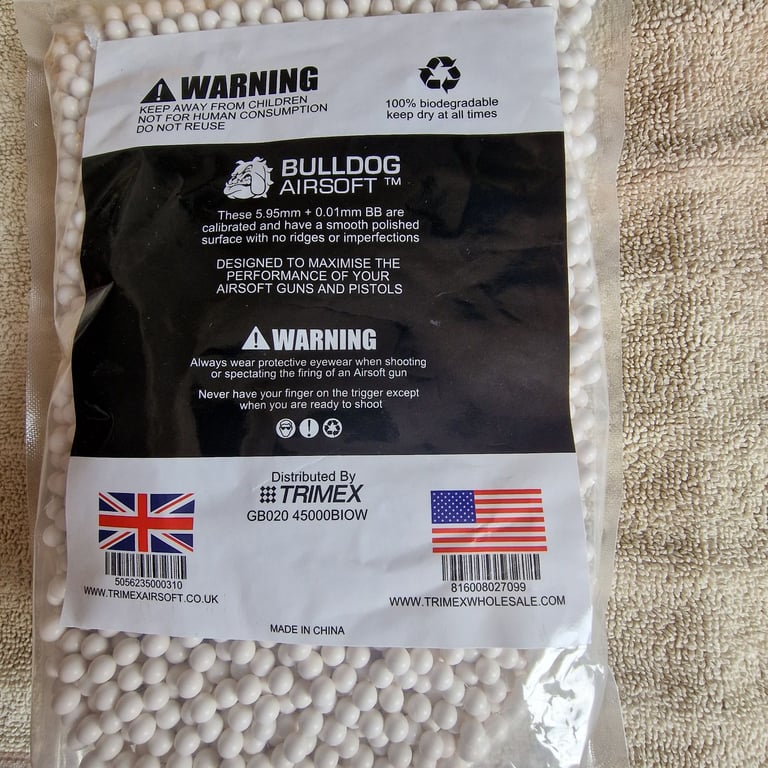 WARNING
KEEP AWAY FROM CHILDREN
NOT FOR HUMAN CONSUMPTION
DO NOT REUSE
100% biodegradable
keep dry at all times
BULLDOG
AIRSOFT ™
These 5.95mm + 0.01mm BB are
calibrated and have a smooth polished
surface with no ridges or imperfections
DESIGNED TO MAXIMISE THE
PERFORMANCE OF YOUR
AIRSOFT GUNS AND PISTOLS
WARNING
Always wear protective eyewear when shooting
or spectating the firing of an Airsoft gun
Never have your finger on the trigger except
when you are ready to shoot
Distributed By
TRIMEX
GB020 45000BIOW
5056235000310
WWW.TRIMEXAIRSOFT.CO.UK
816008027099
WWW.TRIMEXWHOLESALE.COM
MADE IN CHINA